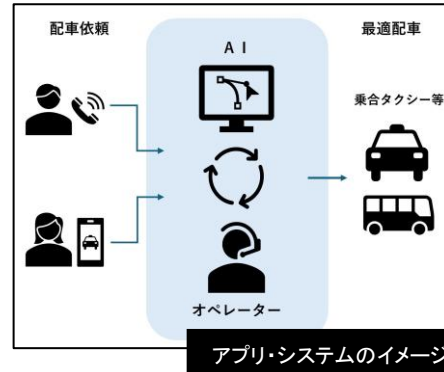 配車依頼
ＡＩ
最適配車
乗合タクシー等
オペレーター
アプリ・システムのイメージ